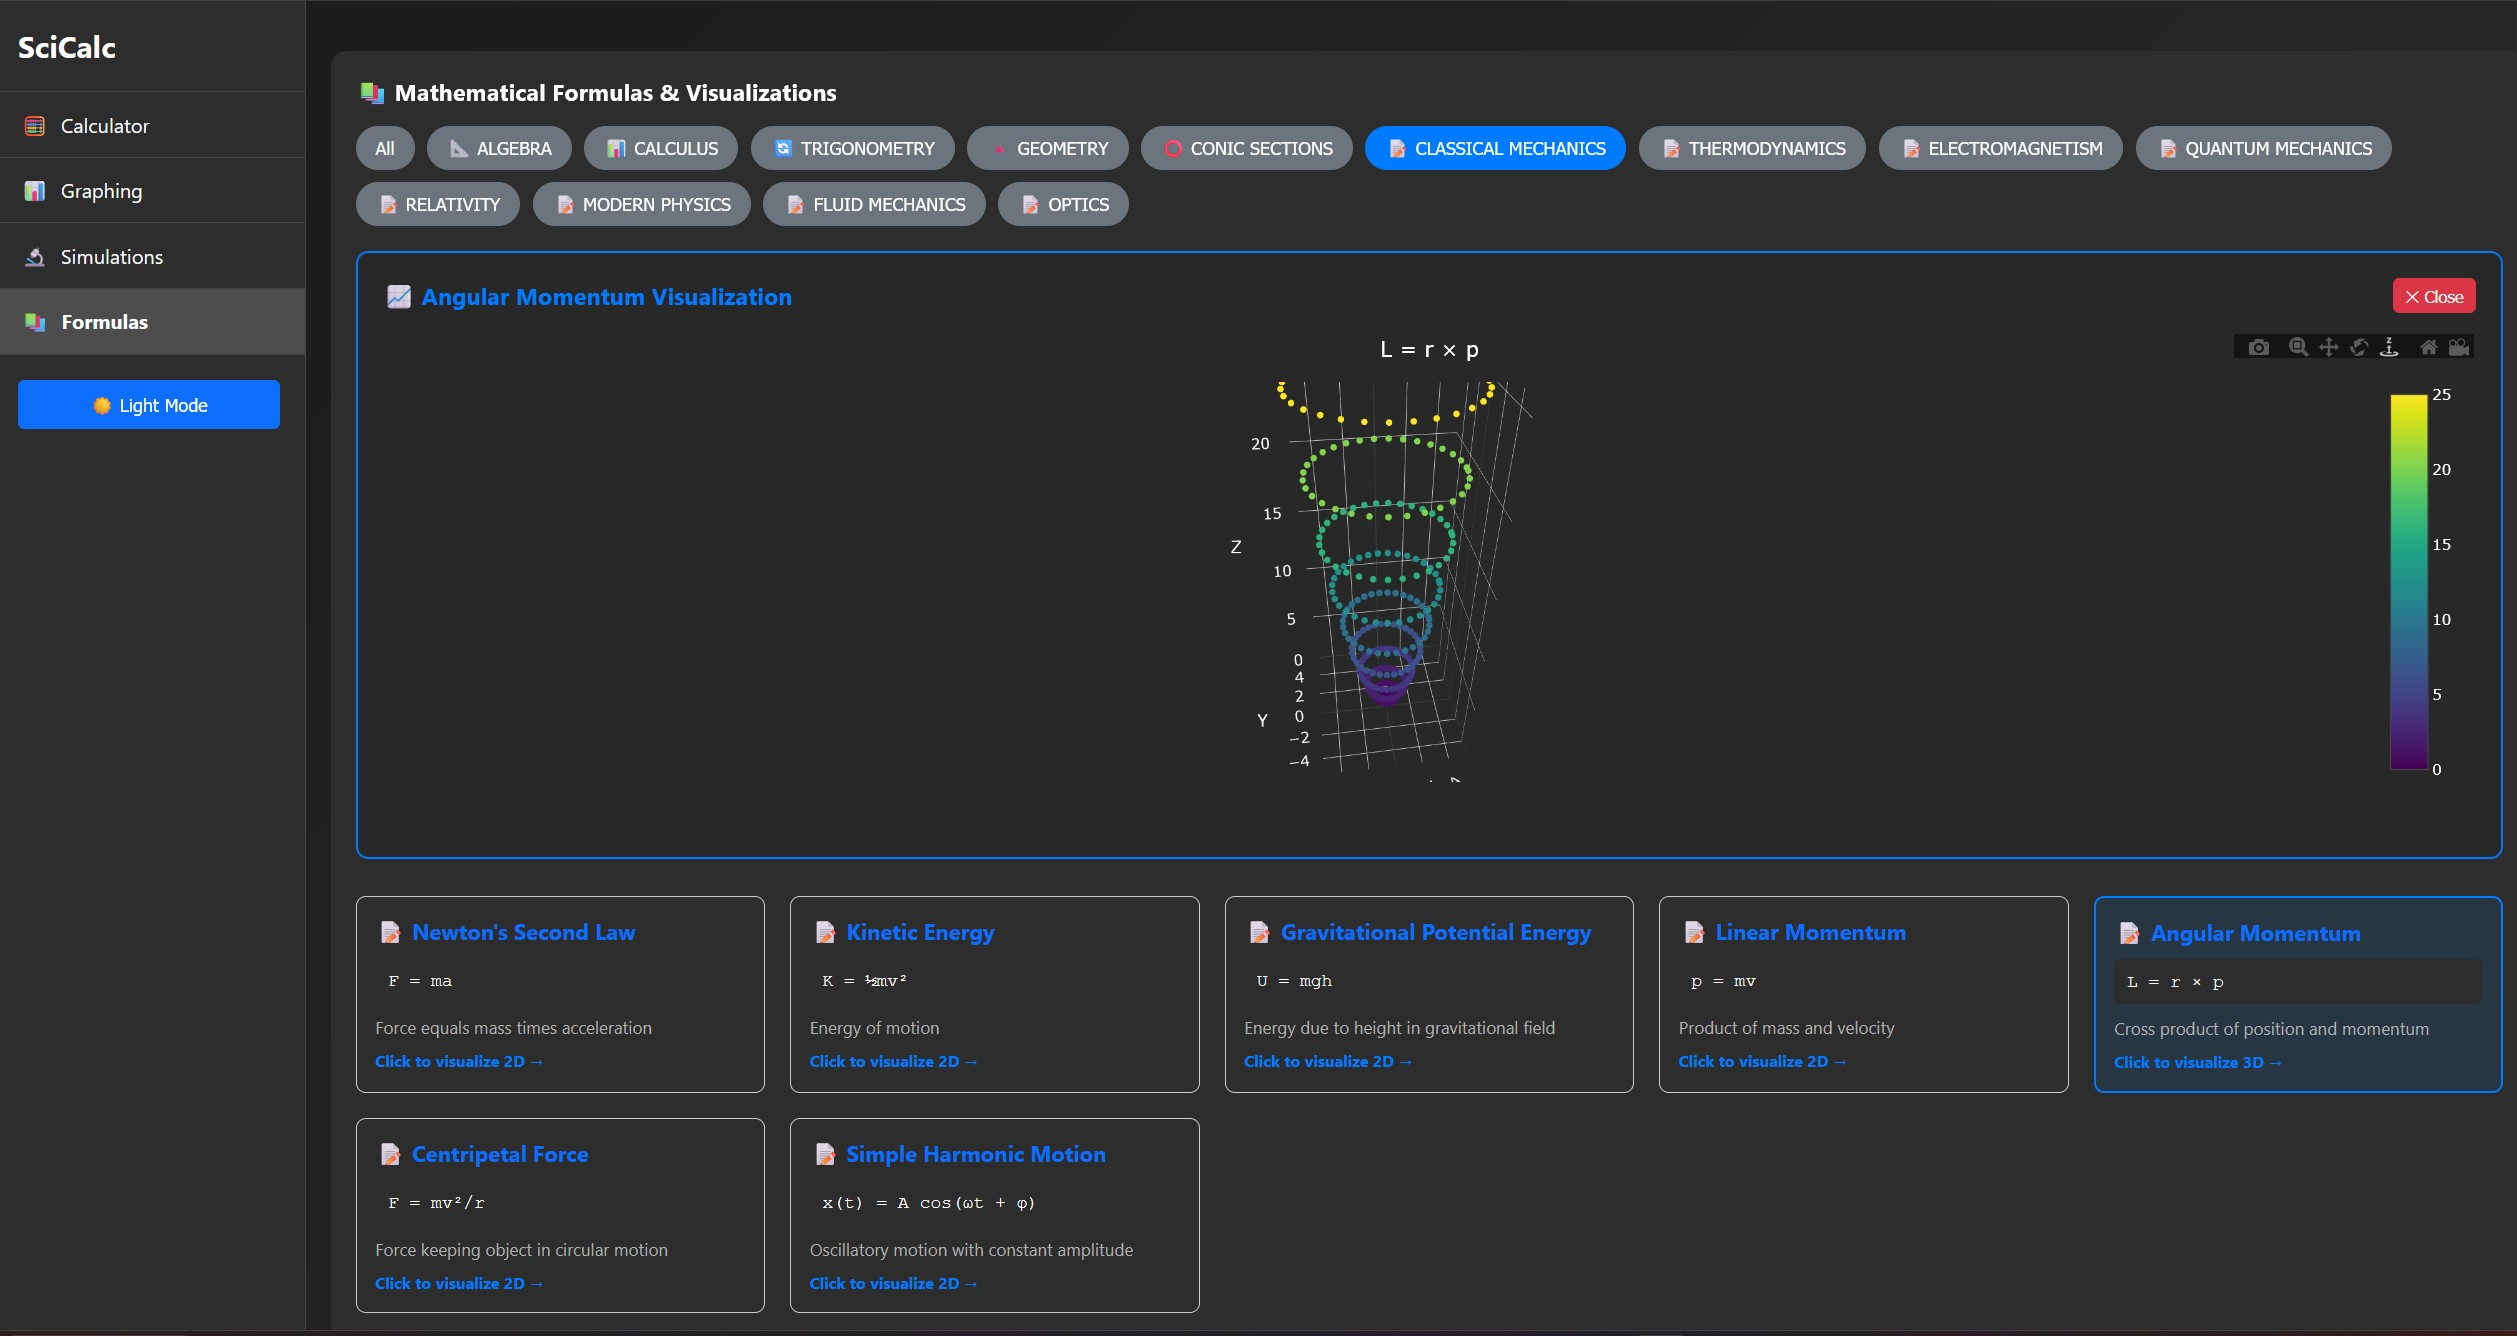 SciCalc
Calculator
Graphing
Simulations
Formulas
Light Mode
Mathematical Formulas & Visualizations
All
ALGEBRA
CALCULUS
TRIGONOMETRY
GEOMETRY
CONIC SECTIONS
CLASSICAL MECHANICS
THERMODYNAMICS
ELECTROMAGNETISM
QUANTUM MECHANICS
RELATIVITY
MODERN PHYSICS
FLUID MECHANICS
OPTICS
Angular Momentum Visualization
× Close
L = r × p
Z
20
15
10
5
0
Y
4
2
0
−2
−4
25
20
15
10
5
0
Newton's Second Law
F = ma
Force equals mass times acceleration
Click to visualize 2D →
Kinetic Energy
K = ½mv²
Energy of motion
Click to visualize 2D →
Gravitational Potential Energy
U = mgh
Energy due to height in gravitational field
Click to visualize 2D →
Linear Momentum
p = mv
Product of mass and velocity
Click to visualize 2D →
Angular Momentum
L = r × p
Cross product of position and momentum
Click to visualize 3D →
Centripetal Force
F = mv²/r
Force keeping object in circular motion
Click to visualize 2D →
Simple Harmonic Motion
x(t) = A cos(ωt + φ)
Oscillatory motion with constant amplitude
Click to visualize 2D →